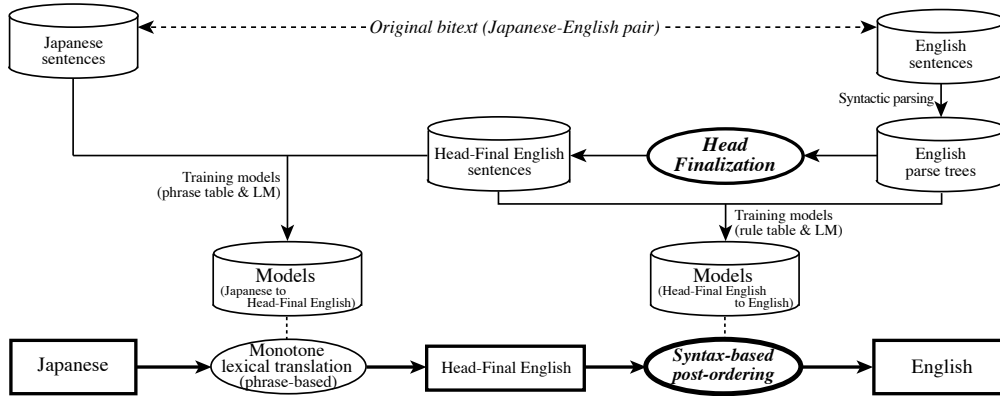 Original bitext (Japanese-English pair)
Japanese
sentences
English
sentences
Syntactic parsing
Head-Final English
sentences
Head
Finalization
English
parse trees
Training models
(phrase table & LM)
Training models
(rule table & LM)
Models
(Japanese to
Head-Final English)
Models
(Head-Final English
to English)
Japanese
Monotone
lexical translation
(phrase-based)
Head-Final English
Syntax-based
post-ordering
English